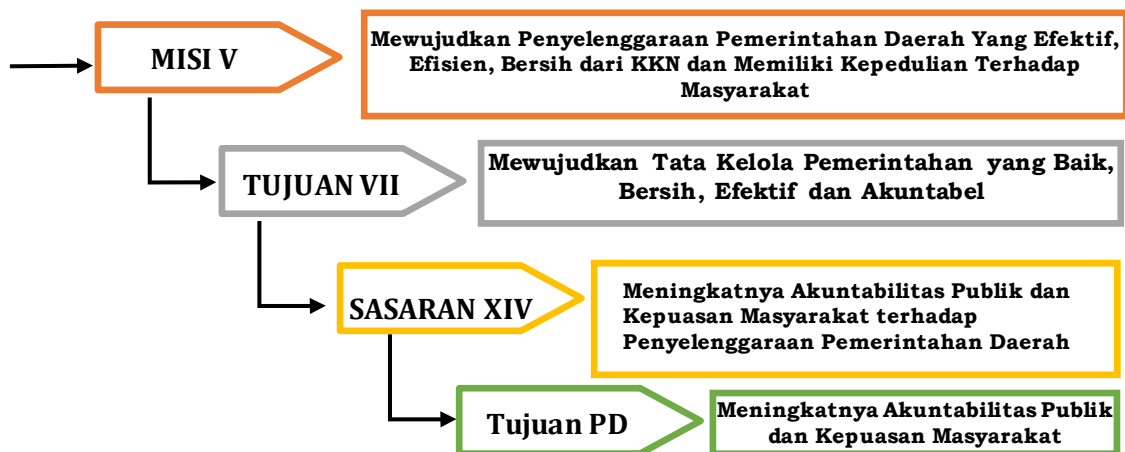 MISI V
Mewujudkan Penyelenggaraan Pemerintahan Daerah Yang Efektif,
Efisien, Bersih dari KKN dan Memiliki Kepedulian Terhadap
Masyarakat
TUJUAN VII
Mewujudkan Tata Kelola Pemerintahan yang Baik,
Bersih, Efektif dan Akuntabel
SASARAN XIV
Meningkatnya Akuntabilitas Publik dan
Kepuasan Masyarakat terhadap
Penyelenggaraan Pemerintahan Daerah
Tujuan PD
Meningkatnya Akuntabilitas Publik
dan Kepuasan Masyarakat